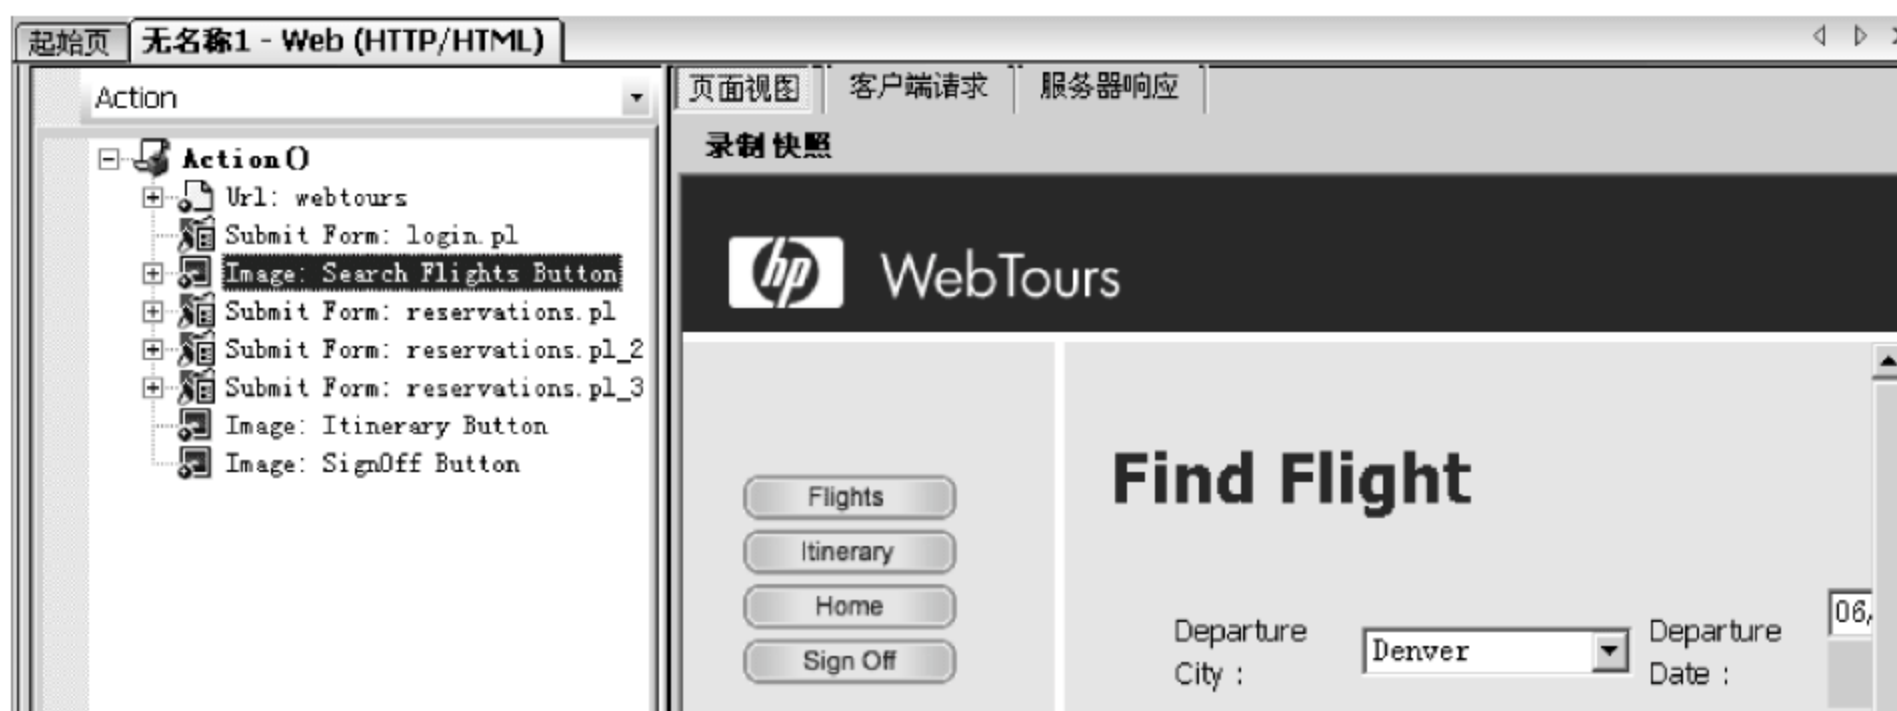 起始页 无名称1 - Web (HTTP/HTML)
Action
Action()
Url: webtours
Submit Form: login.pl
Image: Search Flights Button
Submit Form: reservations.pl
Submit Form: reservations.pl_2
Submit Form: reservations.pl_3
Image: Itinerary Button
Image: SignOff Button
页面视图 客户端请求 服务器响应
录制快照
hp WebTours
Flights
Itinerary
Home
Sign Off
Find Flight
Departure City : Denver
Departure Date : 06/